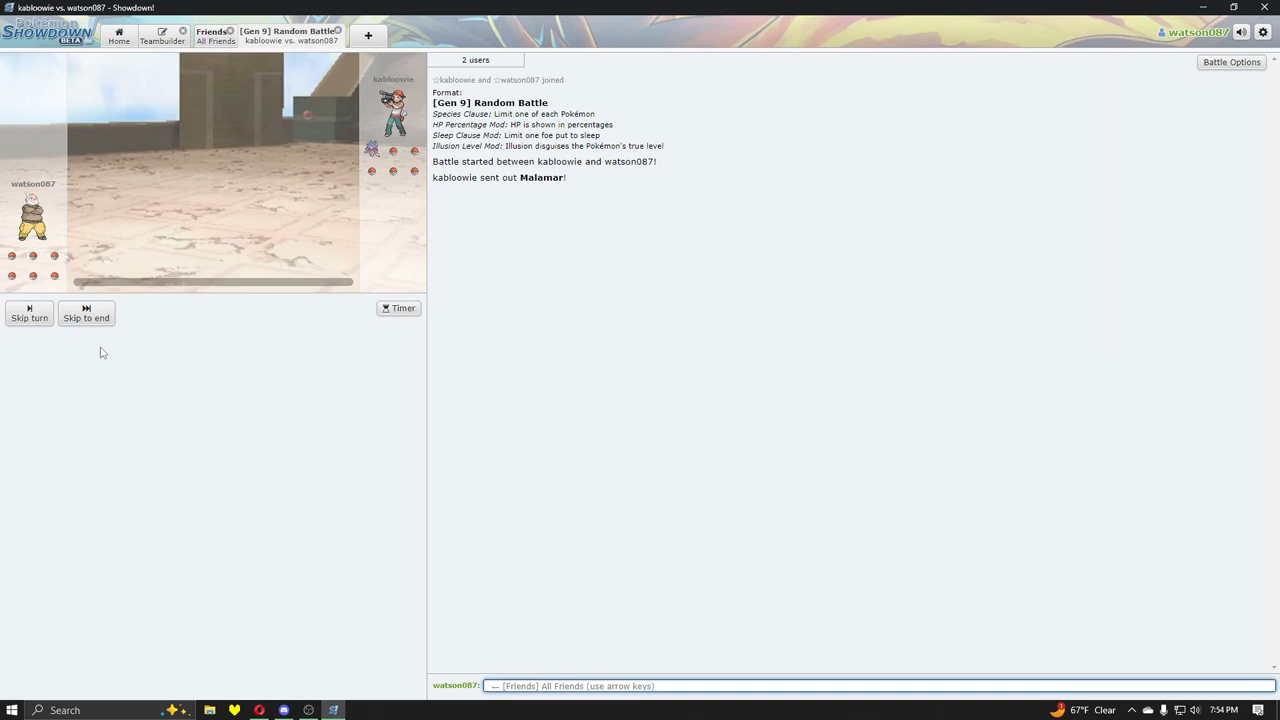 kabloowie vs. watson087 - Showdown!
Pokémon
SHOWDOWN
BETA
Home
Teambuilder
Friends
All Friends
[Gen 9] Random Battle
kabloowie vs. watson087
+
watson087
kabloowie
watson087
Skip turn
Skip to end
Timer
2 users
Battle Options
☆kabloowie and ☆watson087 joined
Format:
[Gen 9] Random Battle
Species Clause: Limit one of each Pokémon
HP Percentage Mod: HP is shown in percentages
Sleep Clause Mod: Limit one foe put to sleep
Illusion Level Mod: Illusion disguises the Pokémon's true level
Battle started between kabloowie and watson087!
kabloowie sent out Malamar!
watson087: ← [Friends] All Friends (use arrow keys)
Search
67°F Clear
7:54 PM